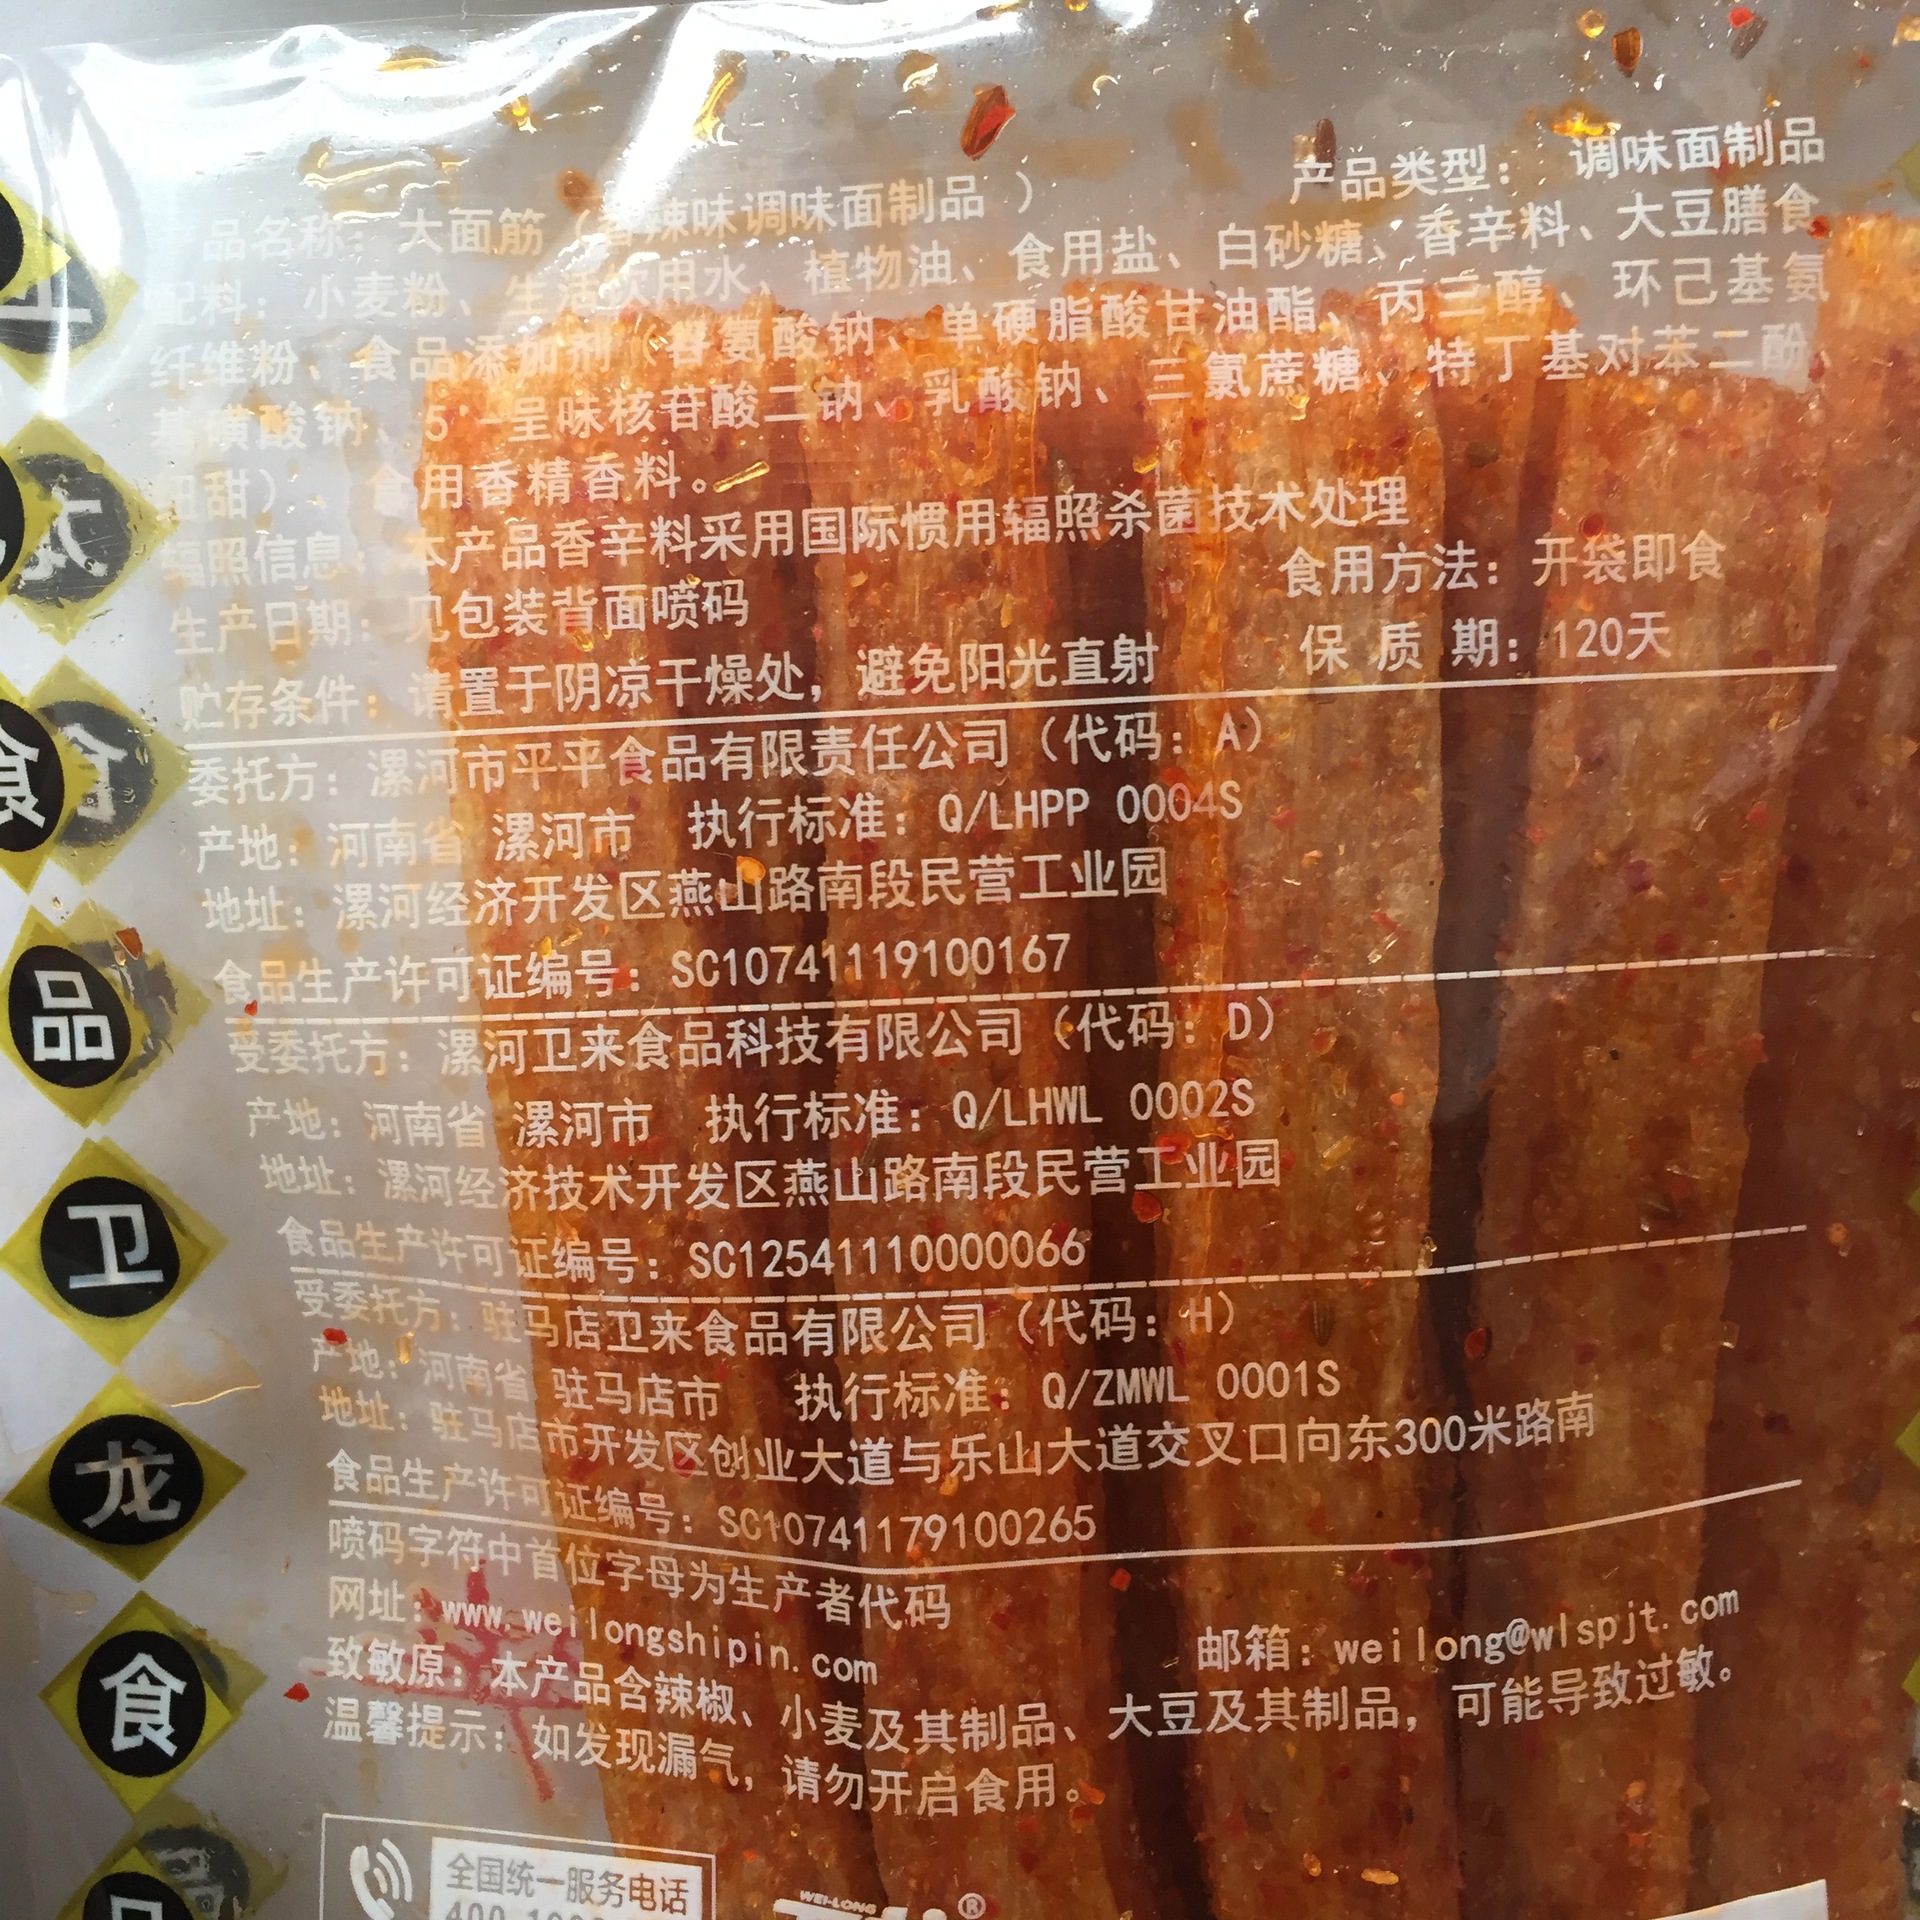 产品名称：大面筋（香辣味调味面制品） 产品类型：调味面制品
配料：小麦粉、生活饮用水、植物油、食用盐、白砂糖、香辛料、大豆膳食
纤维粉、食品添加剂（谷氨酸钠、单硬脂酸甘油酯、丙三醇、环己基氨
基磺酸钠、5'-呈味核苷酸二钠、乳酸钠、三氯蔗糖、特丁基对苯二酚、
甜）、食用香精香料。
辐照信息：本产品香辛料采用国际惯用辐照杀菌技术处理
生产日期：见包装背面喷码 食用方法：开袋即食
贮存条件：请置于阴凉干燥处，避免阳光直射 保质期：120天
委托方：漯河市平平食品有限责任公司（代码：A）
产地：河南省 漯河市 执行标准：Q/LHPP 0004S
地址：漯河经济开发区燕山路南段民营工业园
食品生产许可证编号：SC10741119100167
受委托方：漯河卫来食品科技有限公司（代码：D）
产地：河南省 漯河市 执行标准：Q/LHWL 0002S
地址：漯河经济技术开发区燕山路南段民营工业园
食品生产许可证编号：SC12541110000066
受委托方：驻马店卫来食品有限公司（代码：H）
产地：河南省 驻马店市 执行标准：Q/ZMWL 0001S
地址：驻马店市开发区创业大道与乐山大道交叉口向东300米路南
食品生产许可证编号：SC10741179100265
喷码字符中首位字母为生产者代码
网址：www.weilongshipin.com 邮箱：weilong@wlspjt.com
致敏原：本产品含辣椒、小麦及其制品、大豆及其制品，可能导致过敏。
温馨提示：如发现漏气，请勿开启食用。
全国统一服务电话
WEI-LONG
®
食
品
卫
龙
食
品